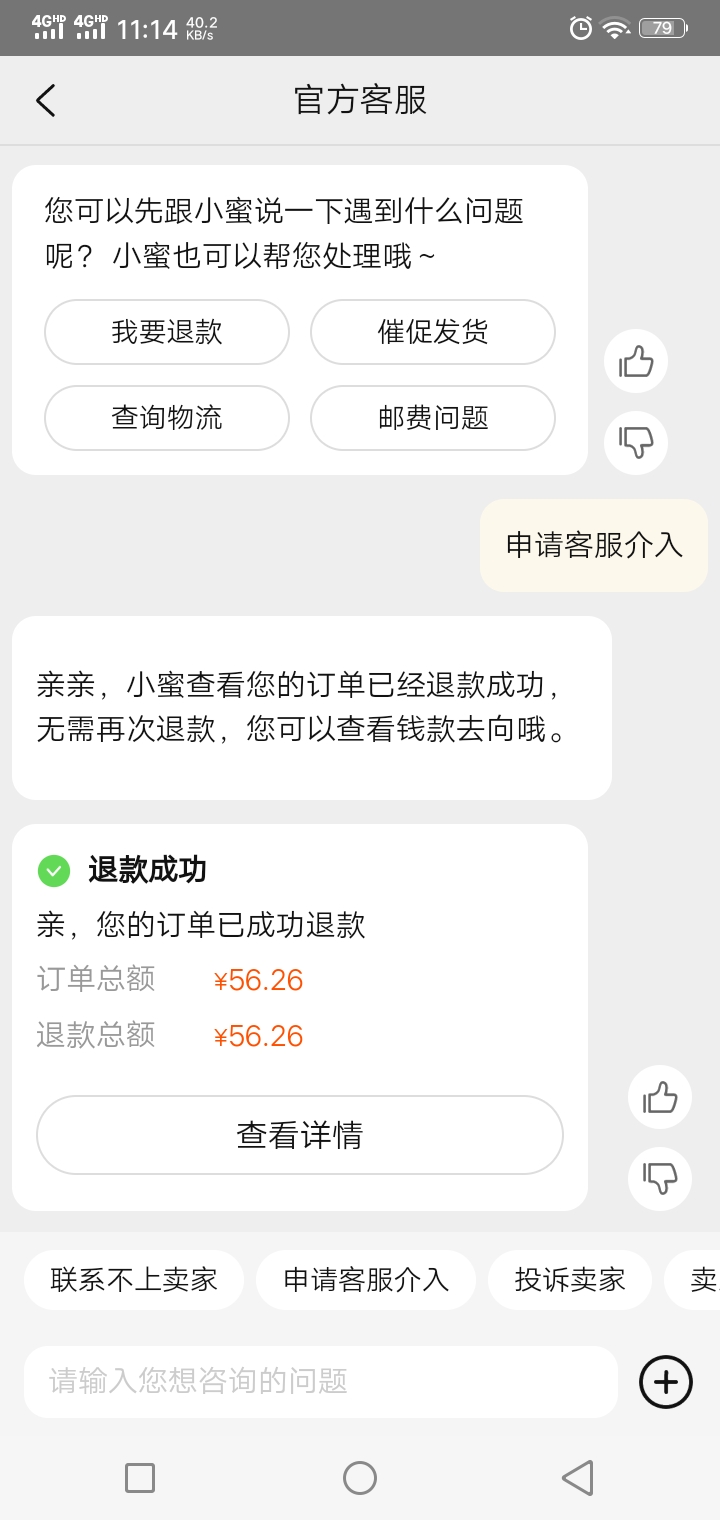 4GHD 4GHD 11:14 40.2 KB/s 79
官方客服
您可以先跟小蜜说一下遇到什么问题
呢？ 小蜜也可以帮您处理哦～
我要退款 催促发货
查询物流 邮费问题
申请客服介入
亲亲，小蜜查看您的订单已经退款成功，
无需再次退款，您可以查看钱款去向哦。
退款成功
亲，您的订单已成功退款
订单总额 ¥56.26
退款总额 ¥56.26
查看详情
联系不上卖家 申请客服介入 投诉卖家 卖
请输入您想咨询的问题